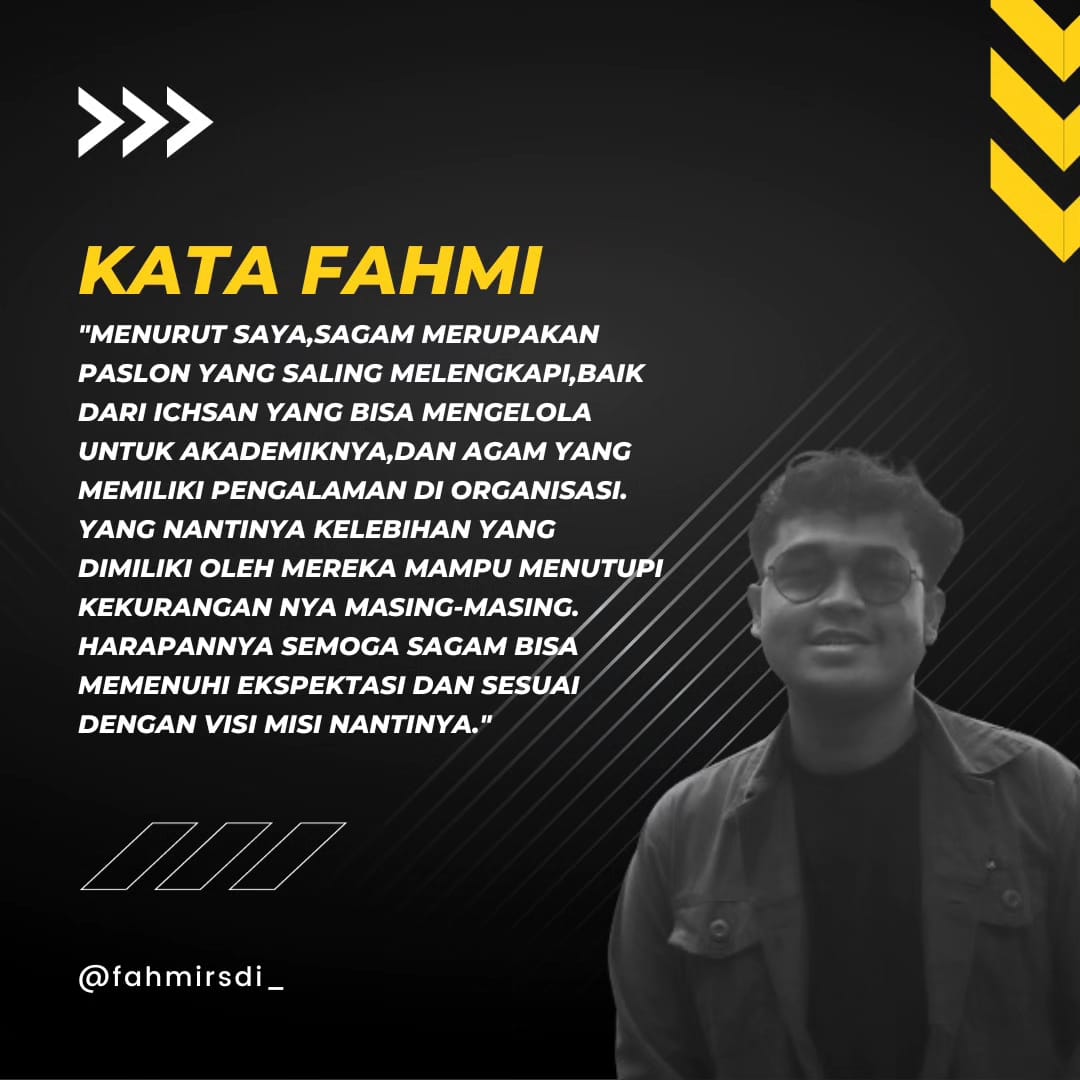 KATA FAHMI
"MENURUT SAYA,SAGAM MERUPAKAN
PASLON YANG SALING MELENGKAPI,BAIK
DARI ICHSAN YANG BISA MENGELOLA
UNTUK AKADEMIKNYA,DAN AGAM YANG
MEMILIKI PENGALAMAN DI ORGANISASI.
YANG NANTINYA KELEBIHAN YANG
DIMILIKI OLEH MEREKA MAMPU MENUTUPI
KEKURANGAN NYA MASING-MASING.
HARAPANNYA SEMOGA SAGAM BISA
MEMENUHI EKSPEKTASI DAN SESUAI
DENGAN VISI MISI NANTINYA."
@fahmirsdi_